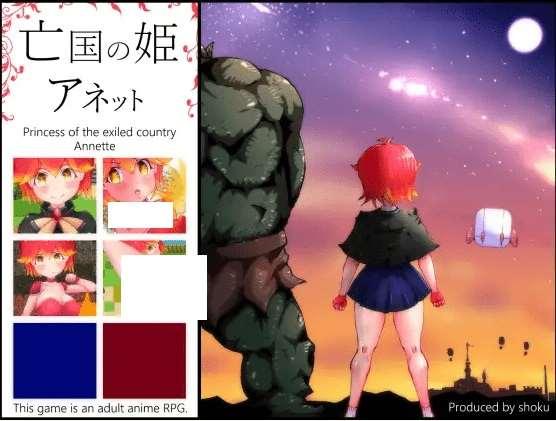 亡国の姫
アネット
Princess of the exiled country
Annette
This game is an adult anime RPG.
Produced by shoku